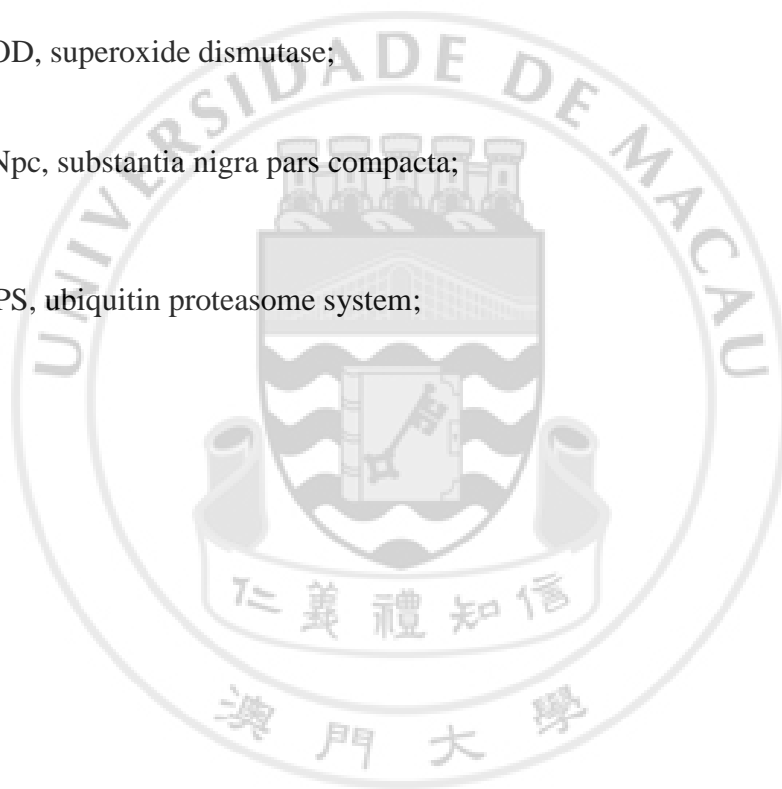 OD, superoxide dismutase;
Npc, substantia nigra pars compacta;
PS, ubiquitin proteasome system;
UNIVERSIDADE DE MACAU
仁義禮知信
澳門大學